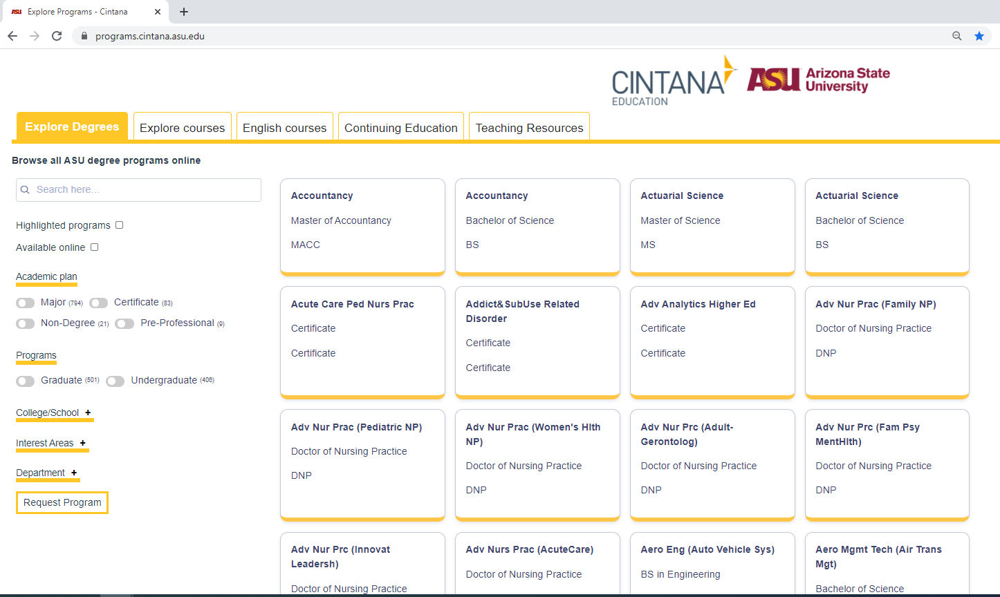 ASU Explore Programs - Cintana
programs.cintana.asu.edu
CINTANA
EDUCATION
ASU Arizona State
University
Explore Degrees
Explore courses
English courses
Continuing Education
Teaching Resources
Browse all ASU degree programs online
Search here...
Highlighted programs
Available online
Academic plan
Major (794) Certificate (83)
Non-Degree (21) Pre-Professional (9)
Programs
Graduate (501) Undergraduate (406)
College/School +
Interest Areas +
Department +
Request Program
Accountancy
Master of Accountancy
MACC
Accountancy
Bachelor of Science
BS
Actuarial Science
Master of Science
MS
Actuarial Science
Bachelor of Science
BS
Acute Care Ped Nurs Prac
Certificate
Certificate
Addict&SubUse Related
Disorder
Certificate
Certificate
Adv Analytics Higher Ed
Certificate
Certificate
Adv Nur Prac (Family NP)
Doctor of Nursing Practice
DNP
Adv Nur Prac (Pediatric NP)
Doctor of Nursing Practice
DNP
Adv Nur Prac (Women's Hlth
NP)
Doctor of Nursing Practice
DNP
Adv Nur Prc (Adult-
Gerontolog)
Doctor of Nursing Practice
DNP
Adv Nur Prc (Fam Psy
MentHlth)
Doctor of Nursing Practice
DNP
Adv Nur Prc (Innovat
Leadersh)
Doctor of Nursing Practice
Adv Nurs Prac (AcuteCare)
Doctor of Nursing Practice
Aero Eng (Auto Vehicle Sys)
BS in Engineering
Aero Mgmt Tech (Air Trans
Mgt)
Bachelor of Science